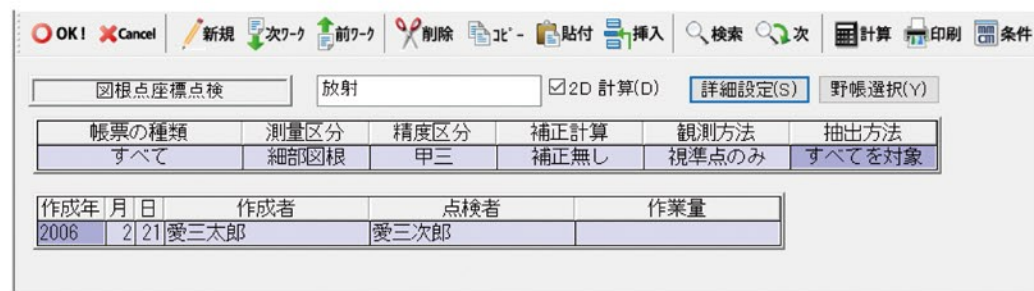 OK! Cancel 新規 次ワーク 前ワーク 削除 コピー 貼付 挿入 検索 次 計算 印刷 条件
図根点座標点検 放射 2D 計算(D) 詳細設定(S) 野帳選択(Y)
帳票の種類 測量区分 精度区分 補正計算 観測方法 抽出方法
すべて 細部図根 甲三 補正無し 視準点のみ すべてを対象
作成年 月 日 作成者 点検者 作業量
2006 2 21 愛三太郎 愛三次郎